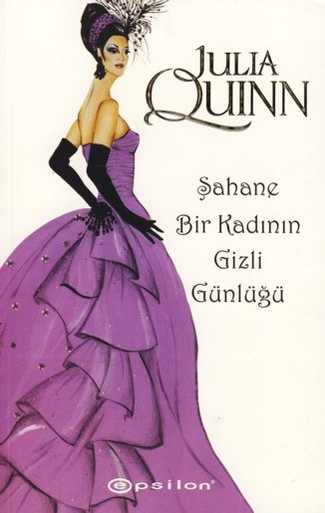 JULIA
QUINN
Şahane
Bir Kadının
Gizli
Günlüğü
epsilon®